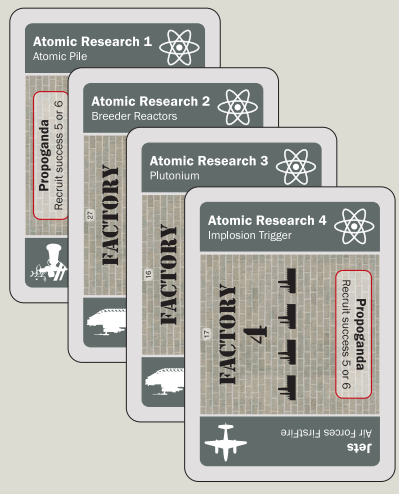 Atomic Research 1
Atomic Pile
Propoganda
Recruit success 5 or 6
Atomic Research 2
Breeder Reactors
27
FACTORY
Atomic Research 3
Plutonium
16
FACTORY
Atomic Research 4
Implosion Trigger
17
FACTORY
4
Propoganda
Recruit success 5 or 6
Jets
Air Forces FirstFire